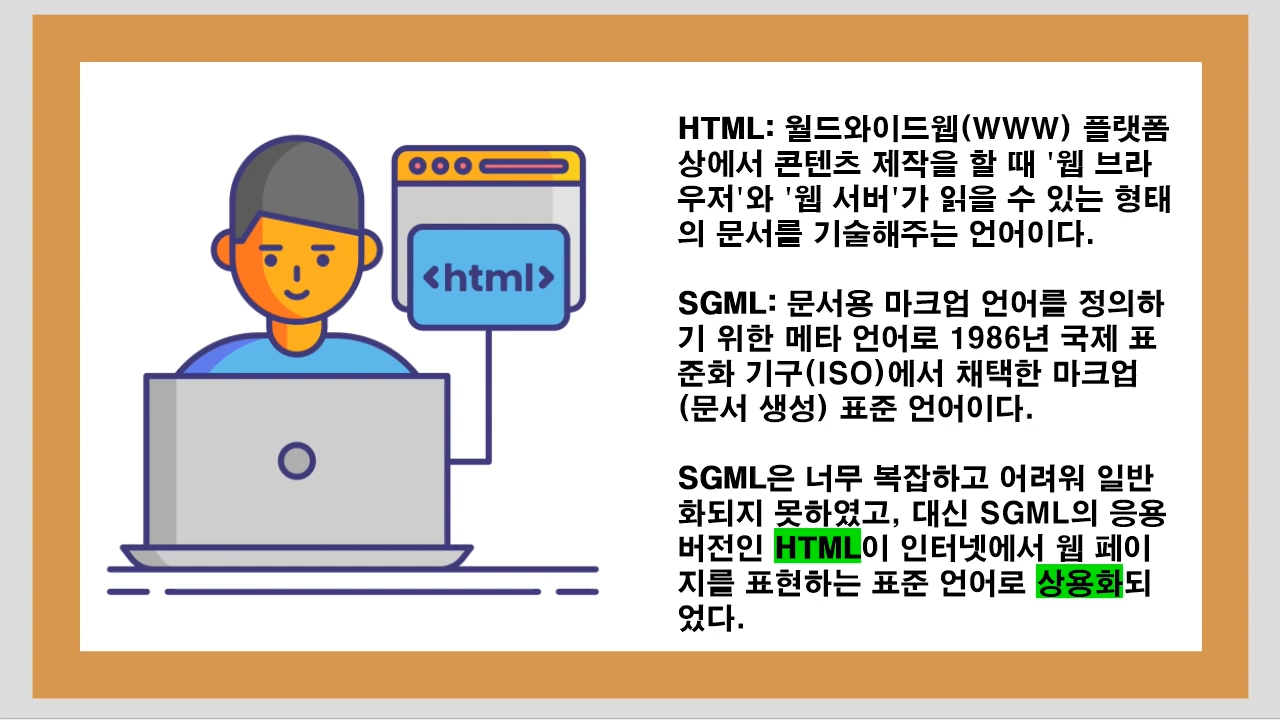 <html>
HTML: 월드와이드웹(WWW) 플랫폼
상에서 콘텐츠 제작을 할 때 '웹 브라
우저'와 '웹 서버'가 읽을 수 있는 형태
의 문서를 기술해주는 언어이다.
SGML: 문서용 마크업 언어를 정의하
기 위한 메타 언어로 1986년 국제 표
준화 기구(ISO)에서 채택한 마크업
(문서 생성) 표준 언어이다.
SGML은 너무 복잡하고 어려워 일반
화되지 못하였고, 대신 SGML의 응용
버전인 HTML이 인터넷에서 웹 페이
지를 표현하는 표준 언어로 상용화되
었다.